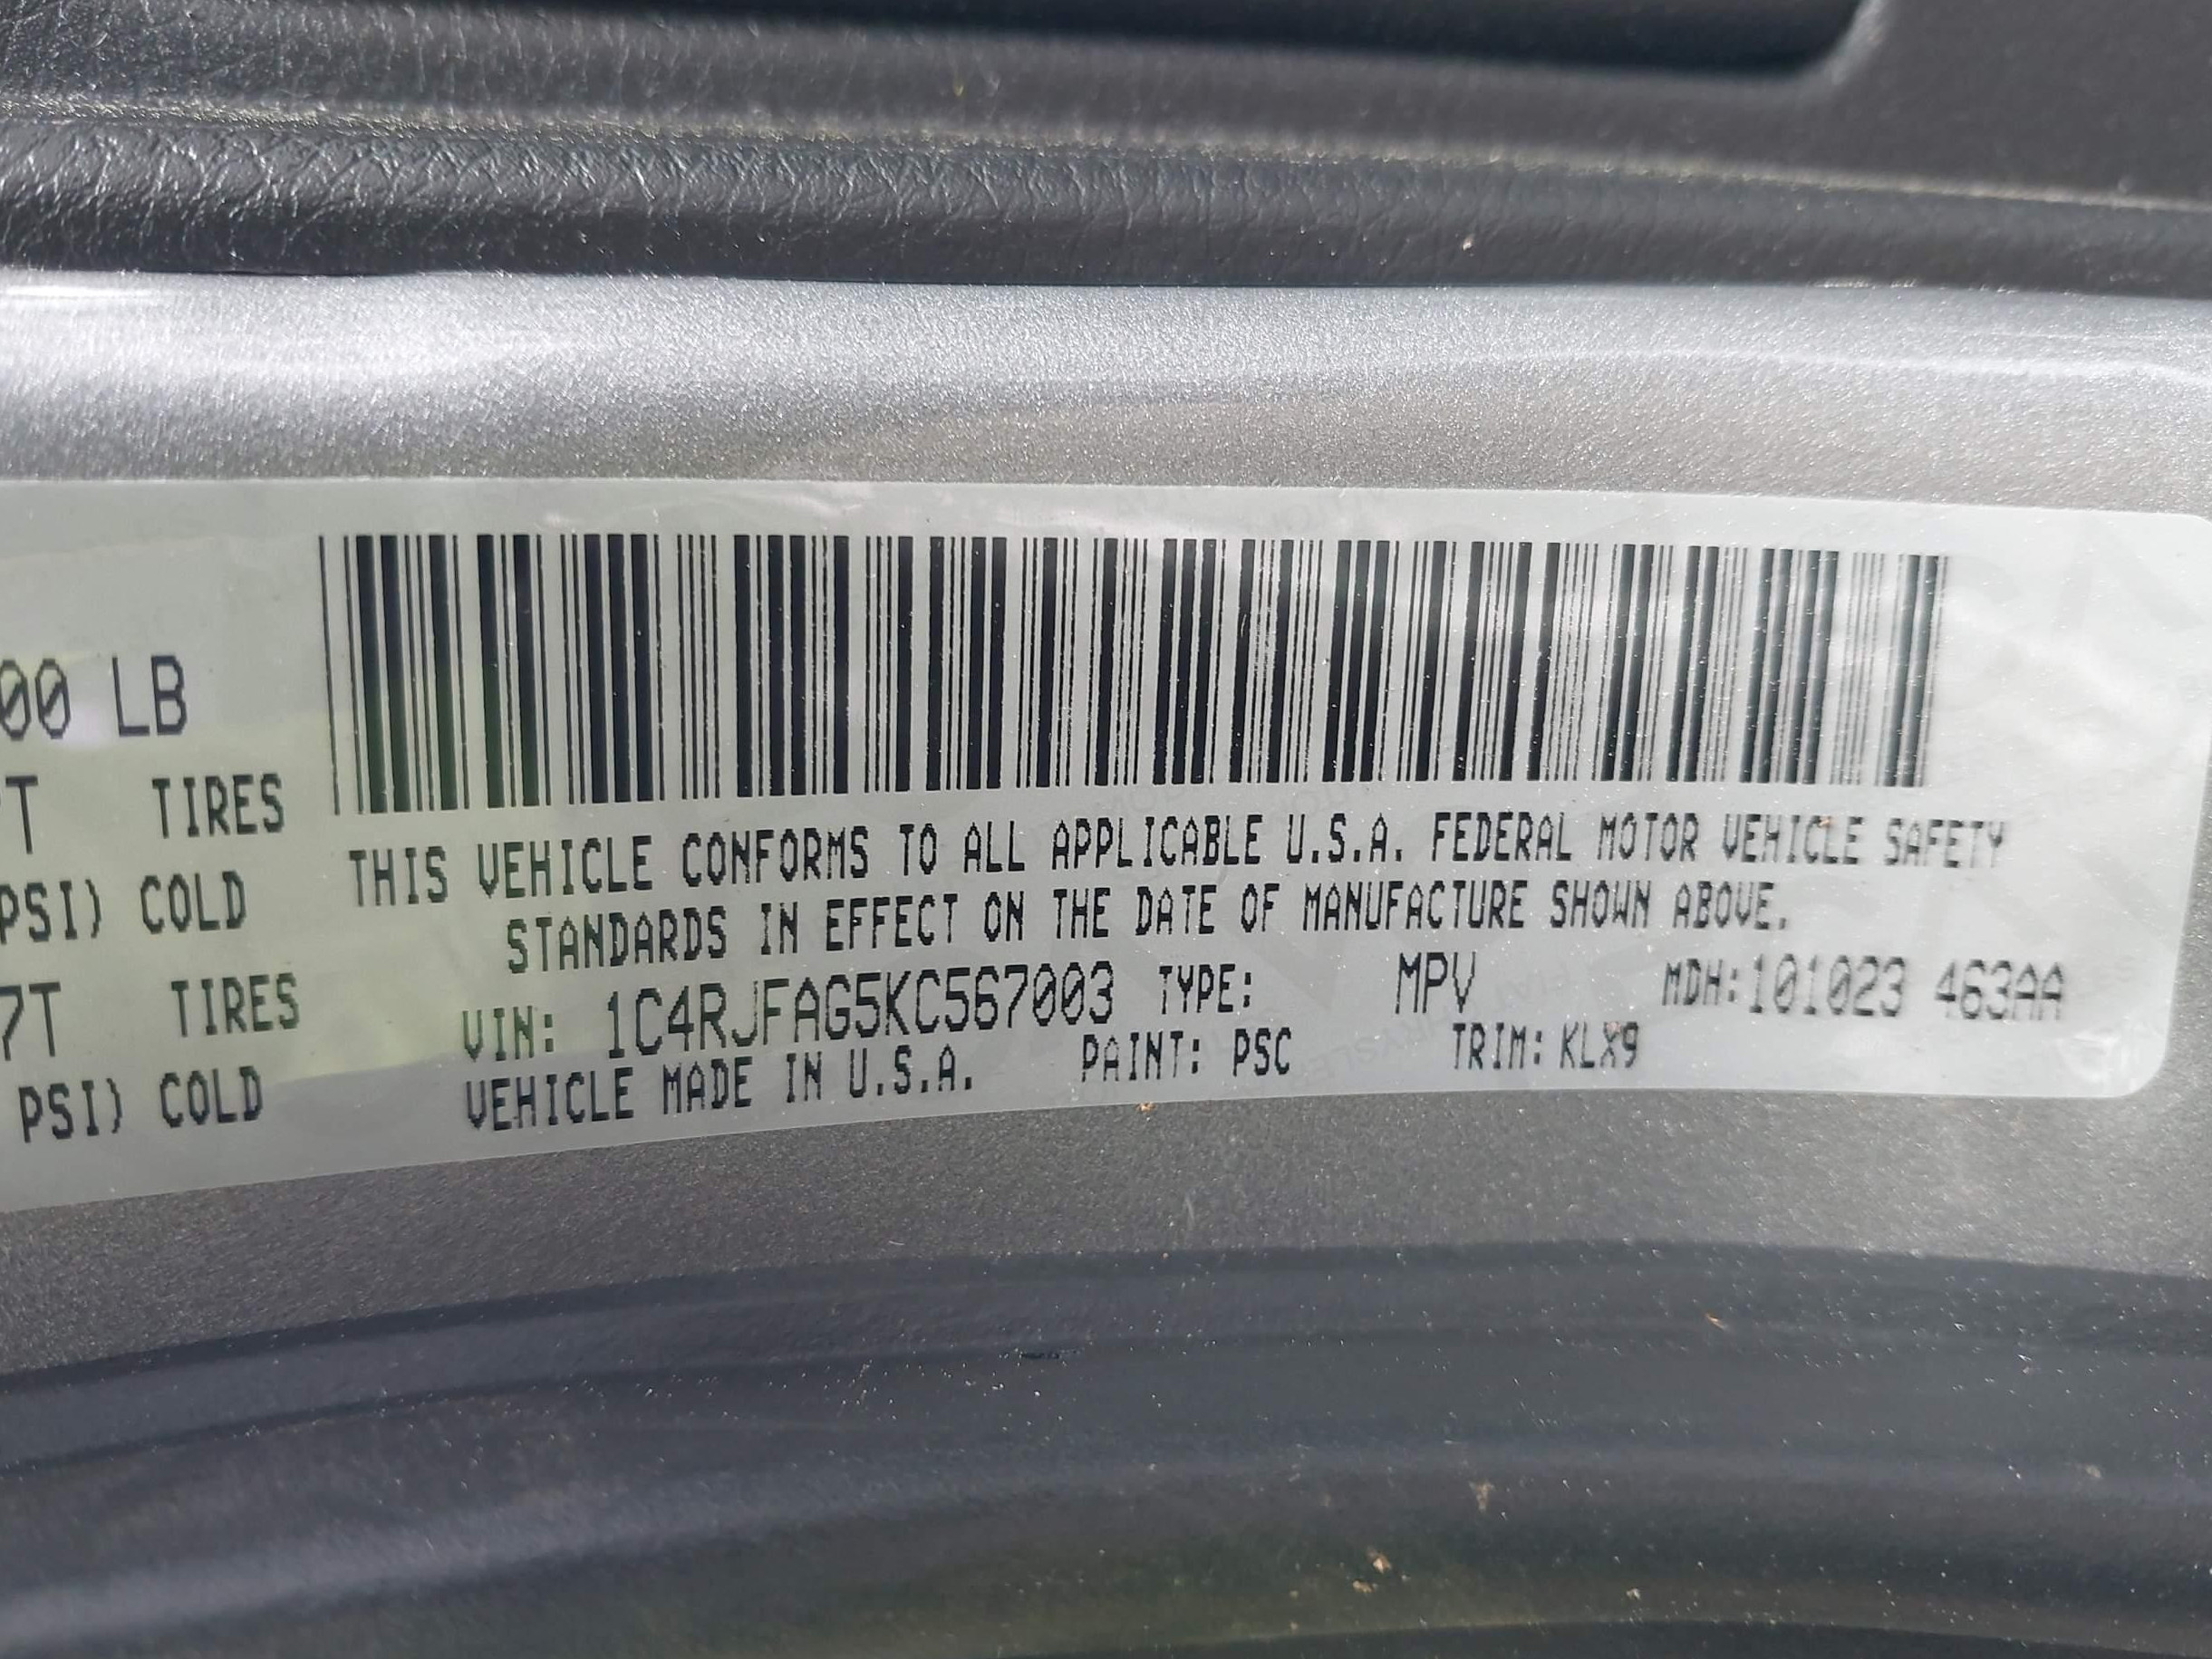 00 LB
T TIRES
PSI) COLD
7T TIRES
PSI) COLD
THIS VEHICLE CONFORMS TO ALL APPLICABLE U.S.A. FEDERAL MOTOR VEHICLE SAFETY
STANDARDS IN EFFECT ON THE DATE OF MANUFACTURE SHOWN ABOVE.
VIN: 1C4RJFAG5KC567003 TYPE: MPV MDH:101023 463AA
VEHICLE MADE IN U.S.A. PAINT: PSC TRIM: KLX9